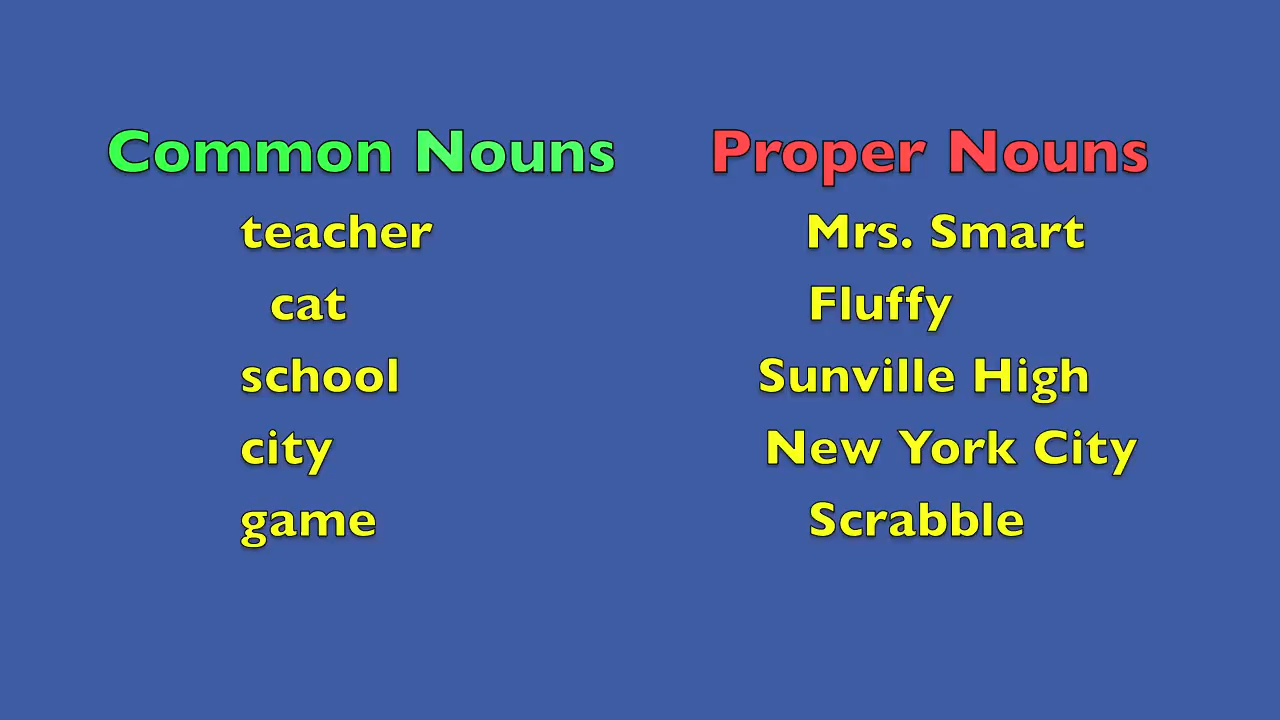 Common Nouns Proper Nouns
teacher Mrs. Smart
cat Fluffy
school Sunville High
city New York City
game Scrabble